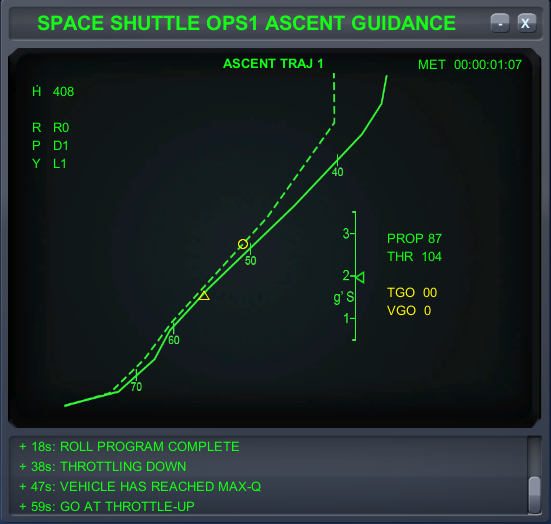 SPACE SHUTTLE OPS1 ASCENT GUIDANCE
- X
ASCENT TRAJ 1
MET 00:00:01:07
Ḣ 408
R R0
P D1
Y L1
40
50
60
70
3
2
g'S
1
PROP 87
THR 104
TGO 00
VGO 0
+ 18s: ROLL PROGRAM COMPLETE
+ 38s: THROTTLING DOWN
+ 47s: VEHICLE HAS REACHED MAX-Q
+ 59s: GO AT THROTTLE-UP